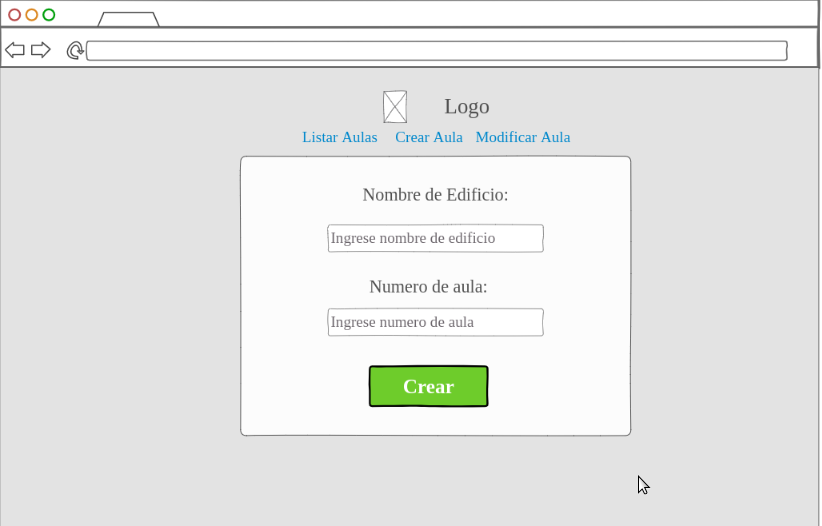 Logo
Listar Aulas Crear Aula Modificar Aula
Nombre de Edificio:
Ingrese nombre de edificio
Numero de aula:
Ingrese numero de aula
Crear